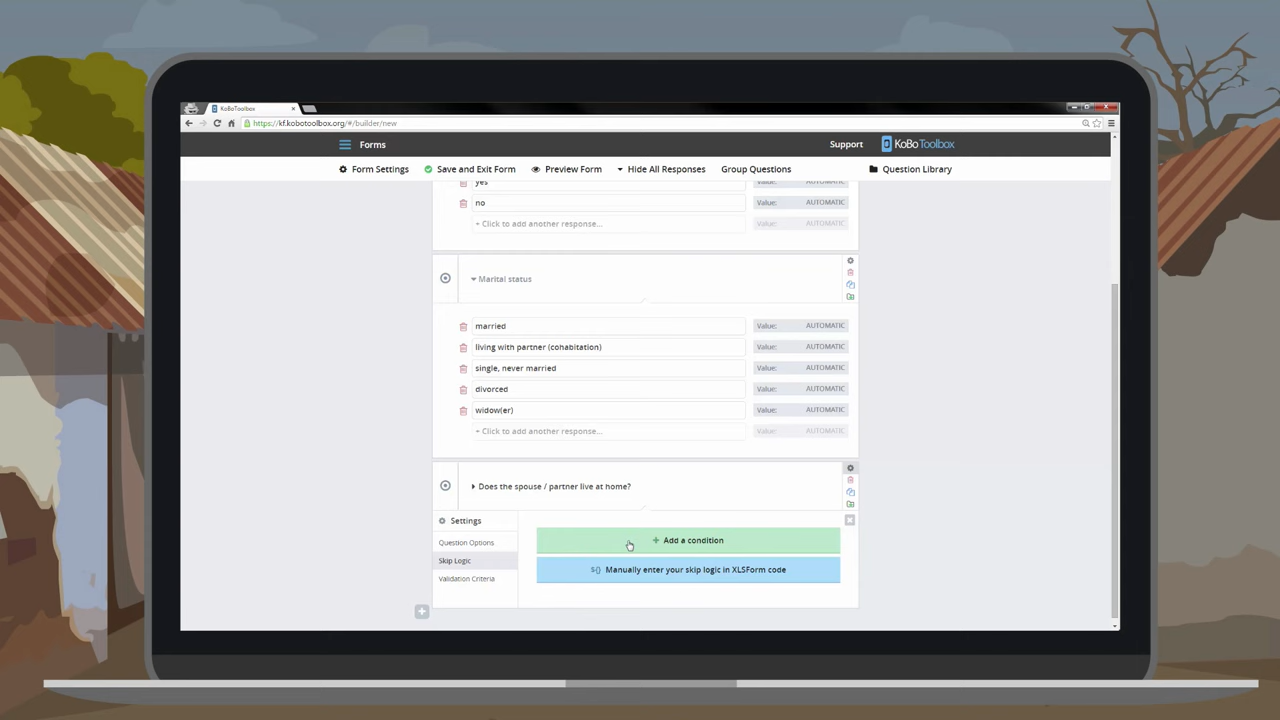 KoBoToolbox
https://kf.kobotoolbox.org/#/builder/new
Forms
Support
KoBoToolbox
Form Settings
Save and Exit Form
Preview Form
Hide All Responses
Group Questions
Question Library
yes
Value: AUTOMATIC
no
Value: AUTOMATIC
+ Click to add another response...
Value: AUTOMATIC
Marital status
married
Value: AUTOMATIC
living with partner (cohabitation)
Value: AUTOMATIC
single, never married
Value: AUTOMATIC
divorced
Value: AUTOMATIC
widow(er)
Value: AUTOMATIC
+ Click to add another response...
Value: AUTOMATIC
Does the spouse / partner live at home?
Settings
Question Options
Skip Logic
Validation Criteria
+ Add a condition
${} Manually enter your skip logic in XLSForm code